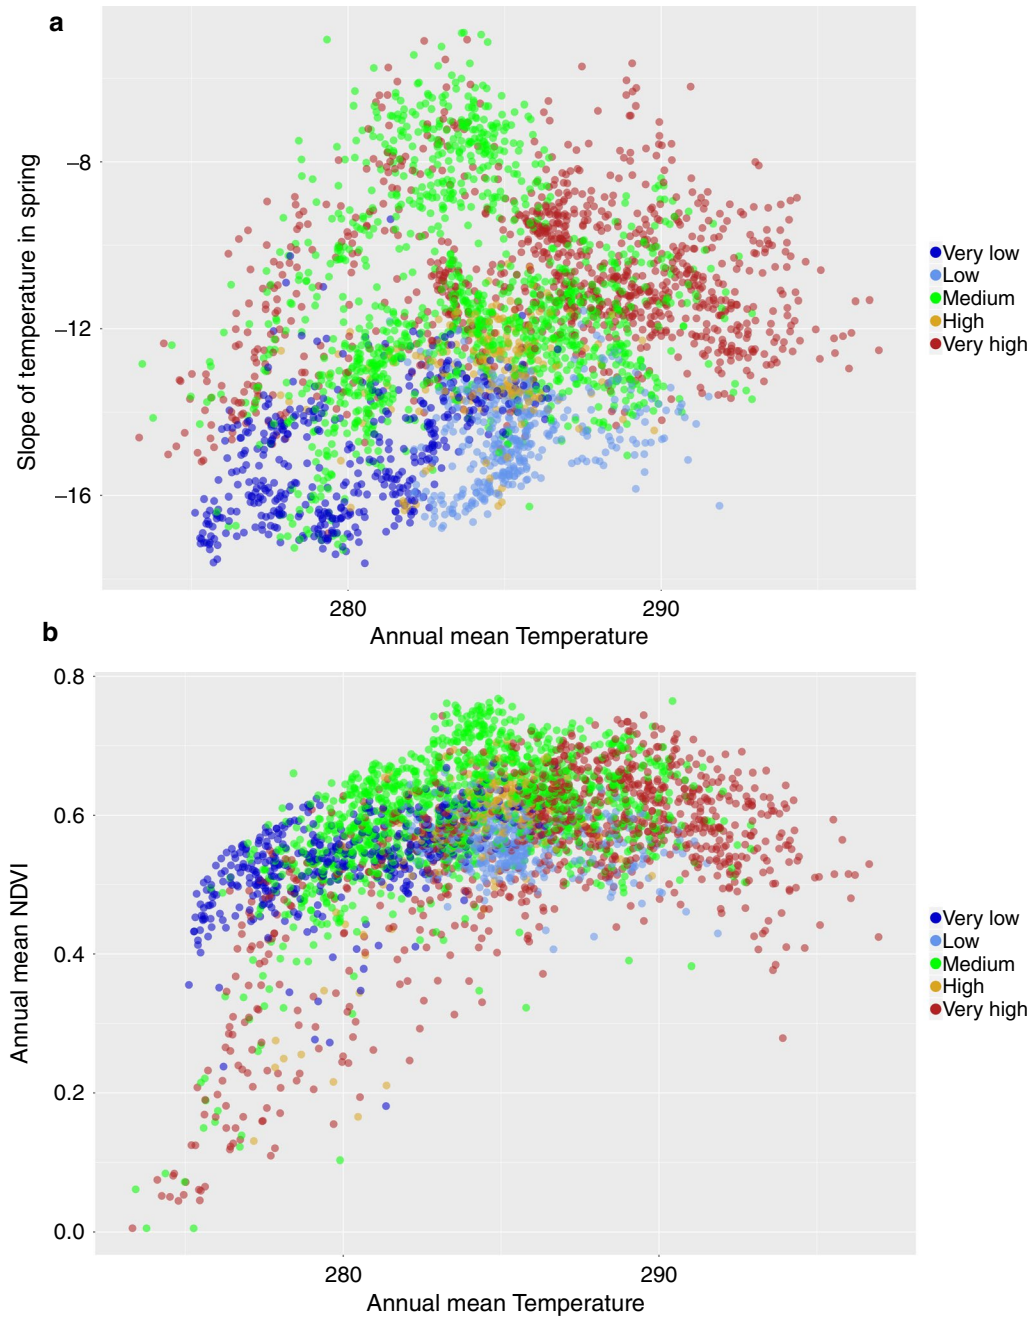 a
Slope of temperature in spring
−8
−12
−16
280
290
Annual mean Temperature
Very low
Low
Medium
High
Very high
b
Annual mean NDVI
0.8
0.6
0.4
0.2
0.0
280
290
Annual mean Temperature
Very low
Low
Medium
High
Very high